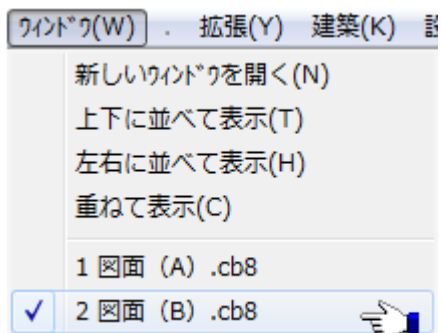 ｳｨﾝﾄﾞｳ(W) . 拡張(Y) 建築(K)
新しいｳｨﾝﾄﾞｳを開く(N)
上下に並べて表示(T)
左右に並べて表示(H)
重ねて表示(C)
1 図面（A）.cb8
✓ 2 図面（B）.cb8